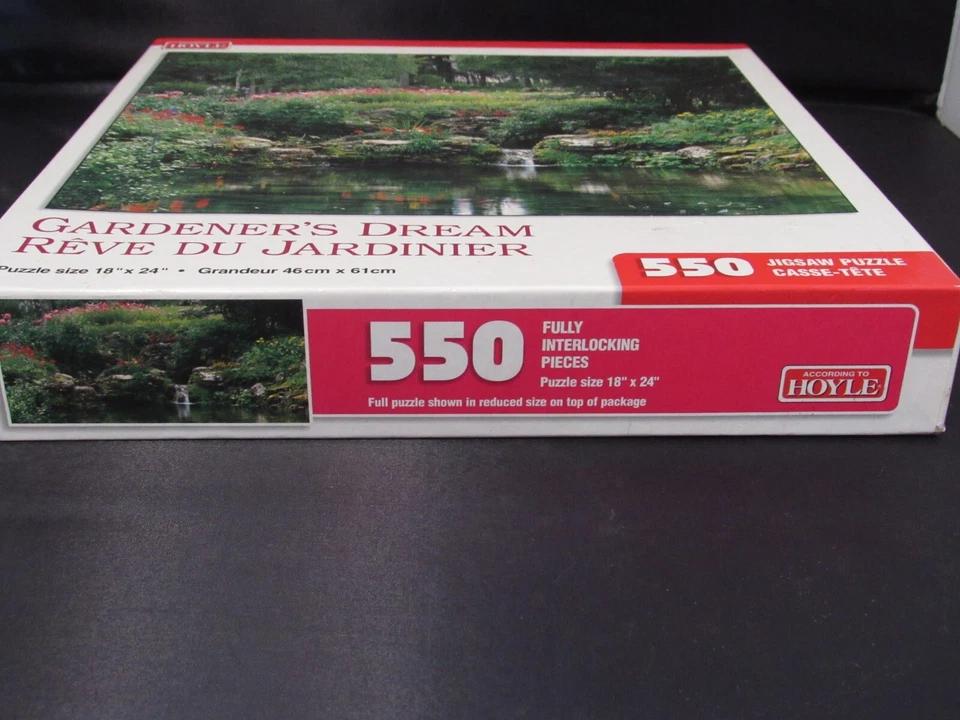 HOYLE
GARDENER'S DREAM
RÊVE DU JARDINIER
Puzzle size 18" x 24" • Grandeur 46cm x 61cm
550 JIGSAW PUZZLE
CASSE-TÊTE
550
FULLY
INTERLOCKING
PIECES
Puzzle size 18" x 24"
Full puzzle shown in reduced size on top of package
ACCORDING TO
HOYLE